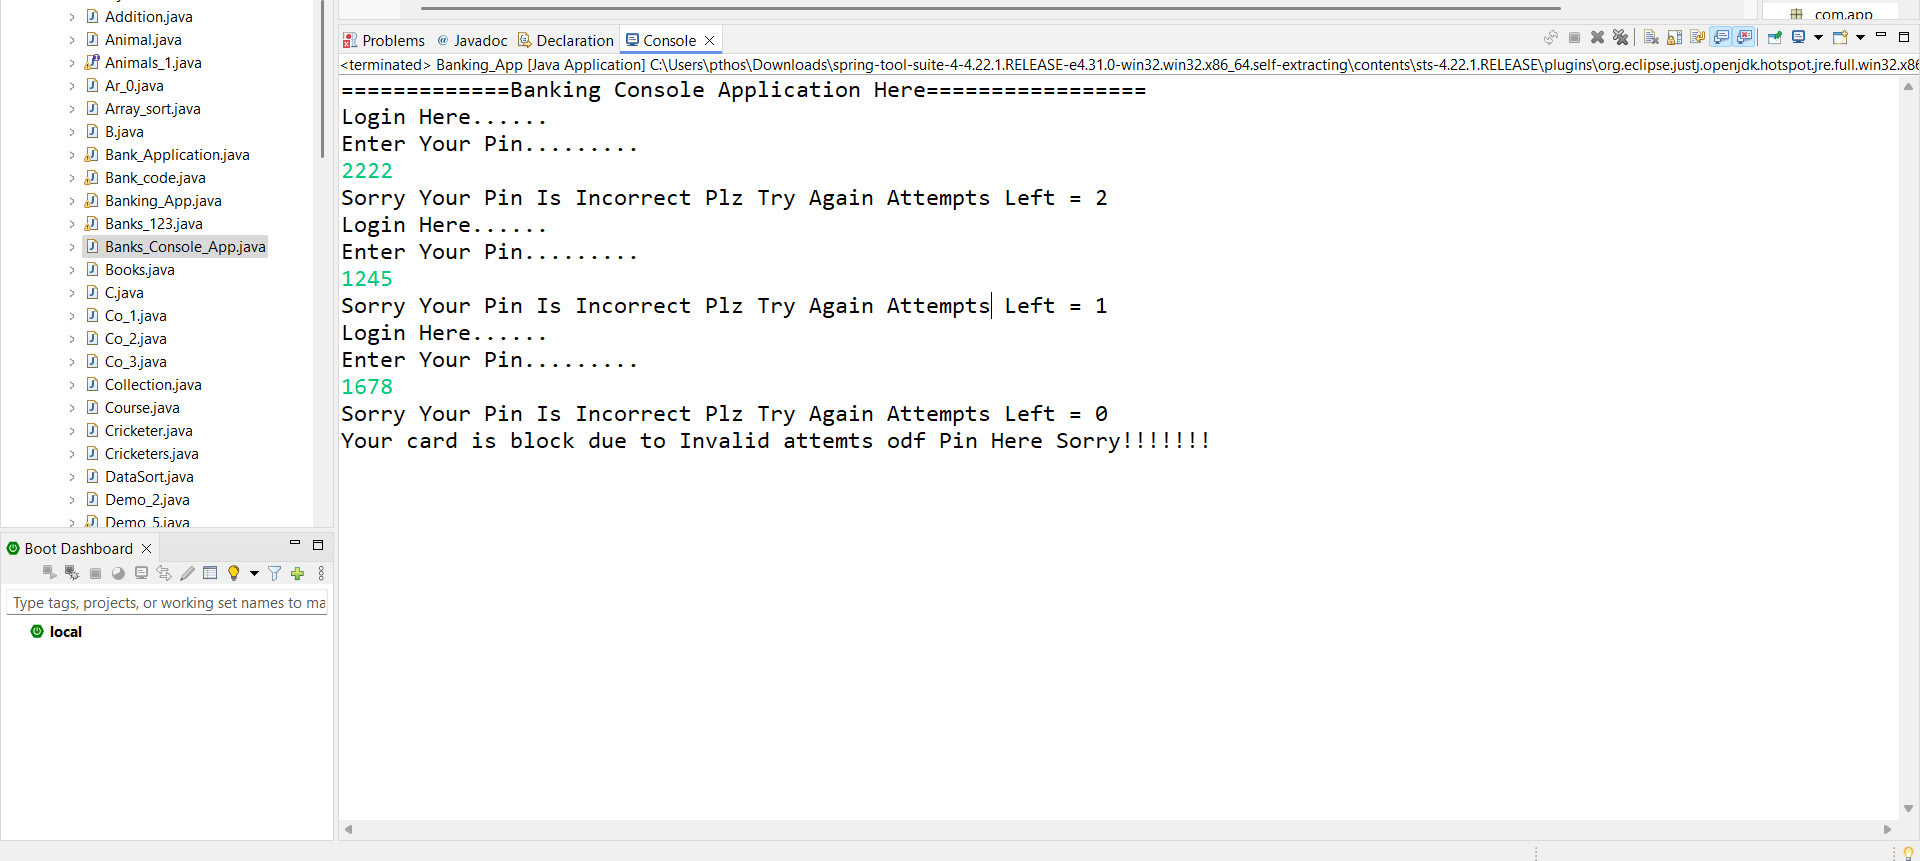 Addition.java
Animal.java
Animals_1.java
Ar_0.java
Array_sort.java
B.java
Bank_Application.java
Bank_code.java
Banking_App.java
Banks_123.java
Banks_Console_App.java
Books.java
C.java
Co_1.java
Co_2.java
Co_3.java
Collection.java
Course.java
Cricketer.java
Cricketers.java
DataSort.java
Demo_2.java
Demo_5.java
Boot Dashboard
Type tags, projects, or working set names to ma
local
com.app
Problems @ Javadoc Declaration Console
<terminated> Banking_App [Java Application] C:\Users\pthos\Downloads\spring-tool-suite-4-4.22.1.RELEASE-e4.31.0-win32.win32.x86_64.self-extracting\contents\sts-4.22.1.RELEASE\plugins\org.eclipse.justj.openjdk.hotspot.jre.full.win32.x86
=============Banking Console Application Here=================
Login Here......
Enter Your Pin.........
2222
Sorry Your Pin Is Incorrect Plz Try Again Attempts Left = 2
Login Here......
Enter Your Pin.........
1245
Sorry Your Pin Is Incorrect Plz Try Again Attempts Left = 1
Login Here......
Enter Your Pin.........
1678
Sorry Your Pin Is Incorrect Plz Try Again Attempts Left = 0
Your card is block due to Invalid attemts odf Pin Here Sorry!!!!!!!